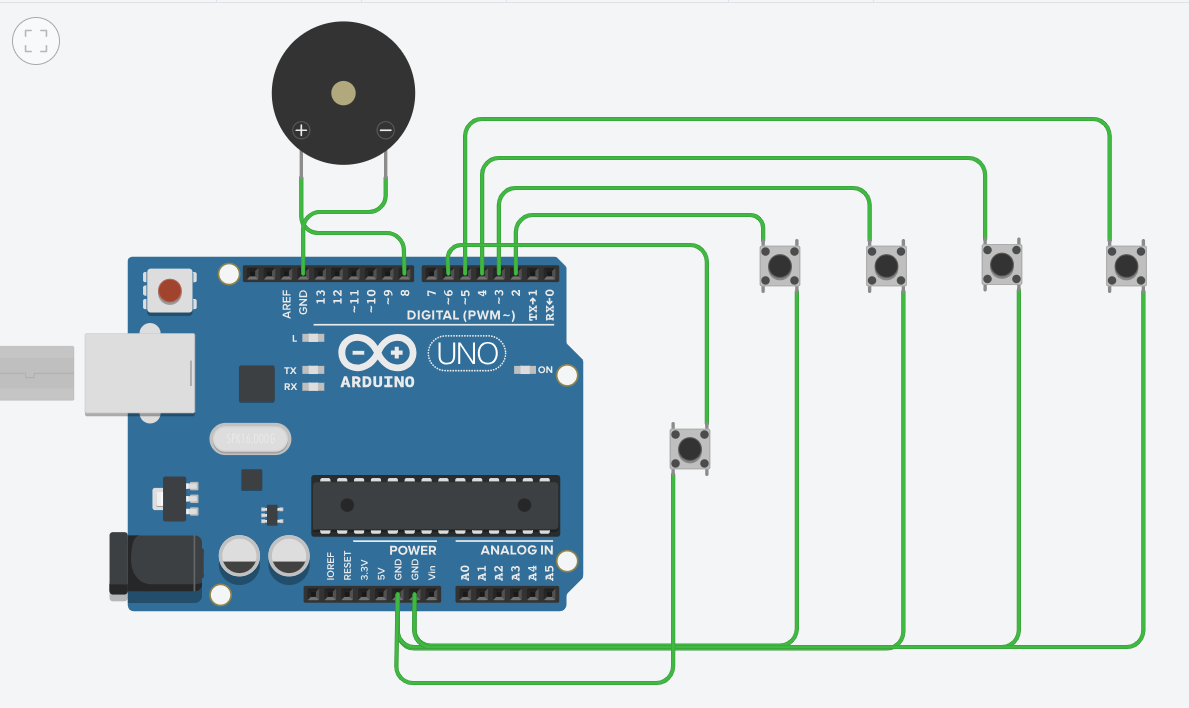 + −
AREF
GND
13
12
~11
~10
~9
8
7
~6
~5
4
~3
2
TX→1
RX←0
DIGITAL (PWM~)
L
TX
RX
ARDUINO
UNO
ON
POWER
ANALOG IN
IOREF
RESET
3.3V
5V
GND
GND
Vin
A0
A1
A2
A3
A4
A5